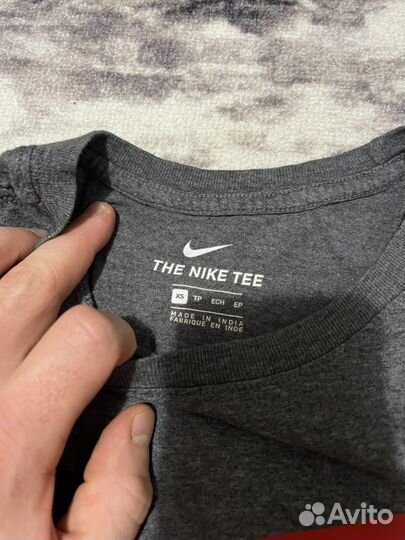 THE NIKE TEE
XS TP ECH EP
MADE IN INDIA
FABRIQUE EN INDE
Avito